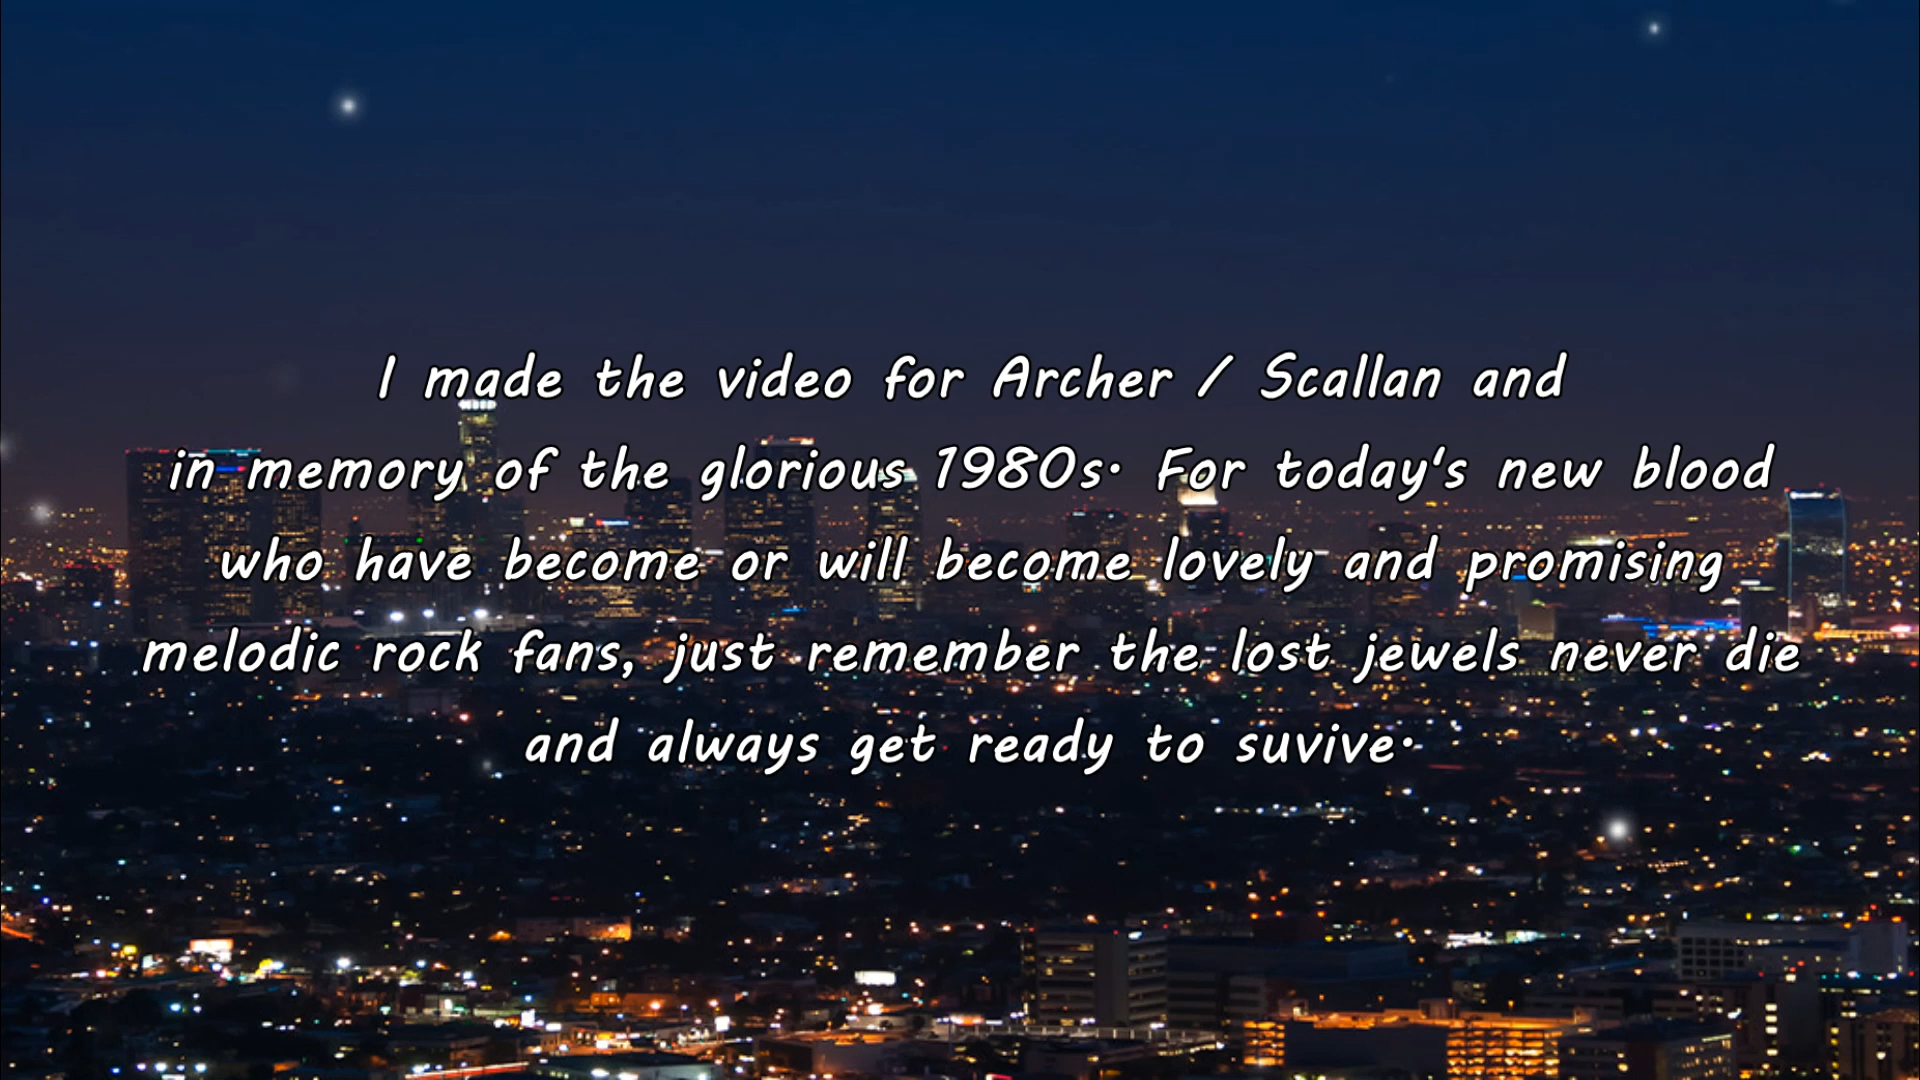 I made the video for Archer / Scallan and
in memory of the glorious 1980s. For today's new blood
who have become or will become lovely and promising
melodic rock fans, just remember the lost jewels never die
and always get ready to suvive.